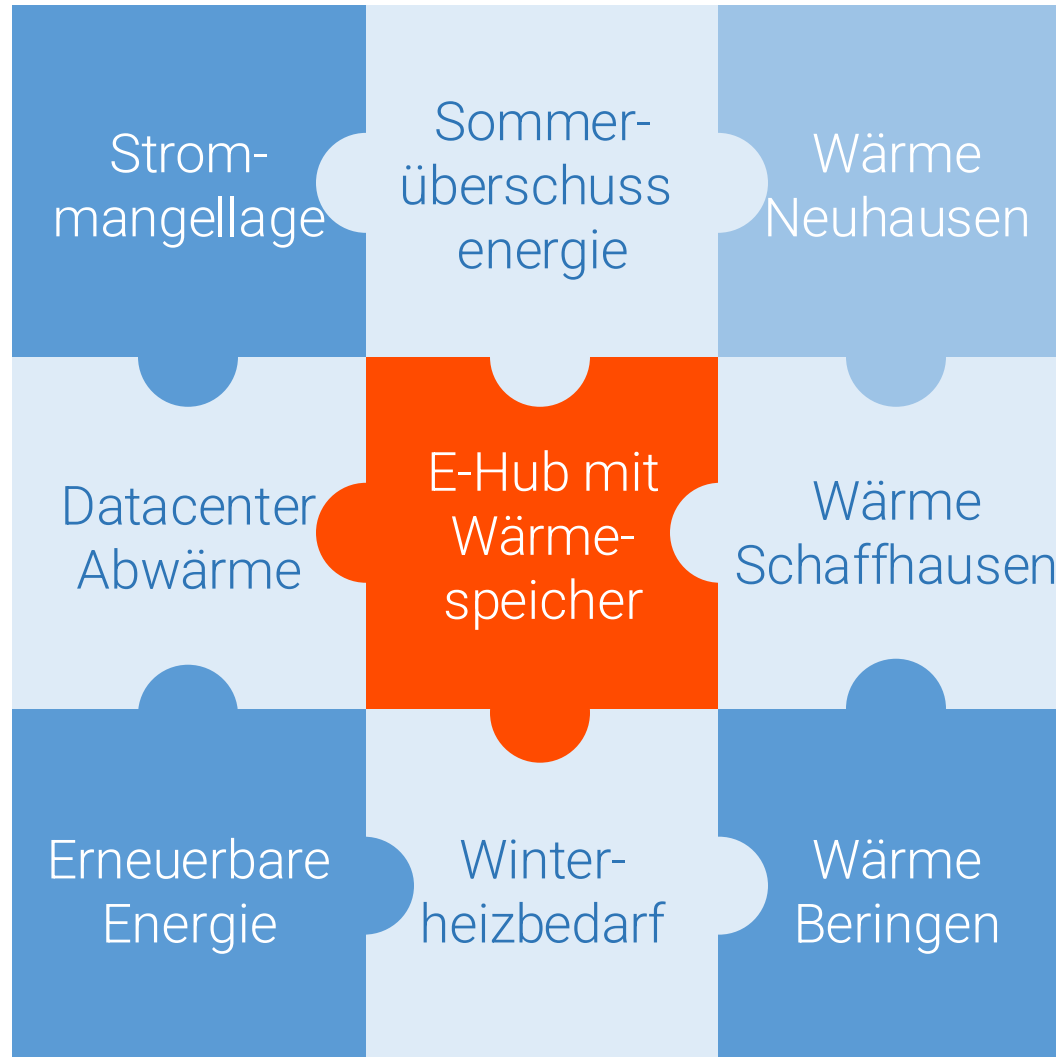 Strom-
mangellage
Sommer-
überschuss
energie
Wärme
Neuhausen
Datacenter
Abwärme
E-Hub mit
Wärme-
speicher
Wärme
Schaffhausen
Erneuerbare
Energie
Winter-
heizbedarf
Wärme
Beringen